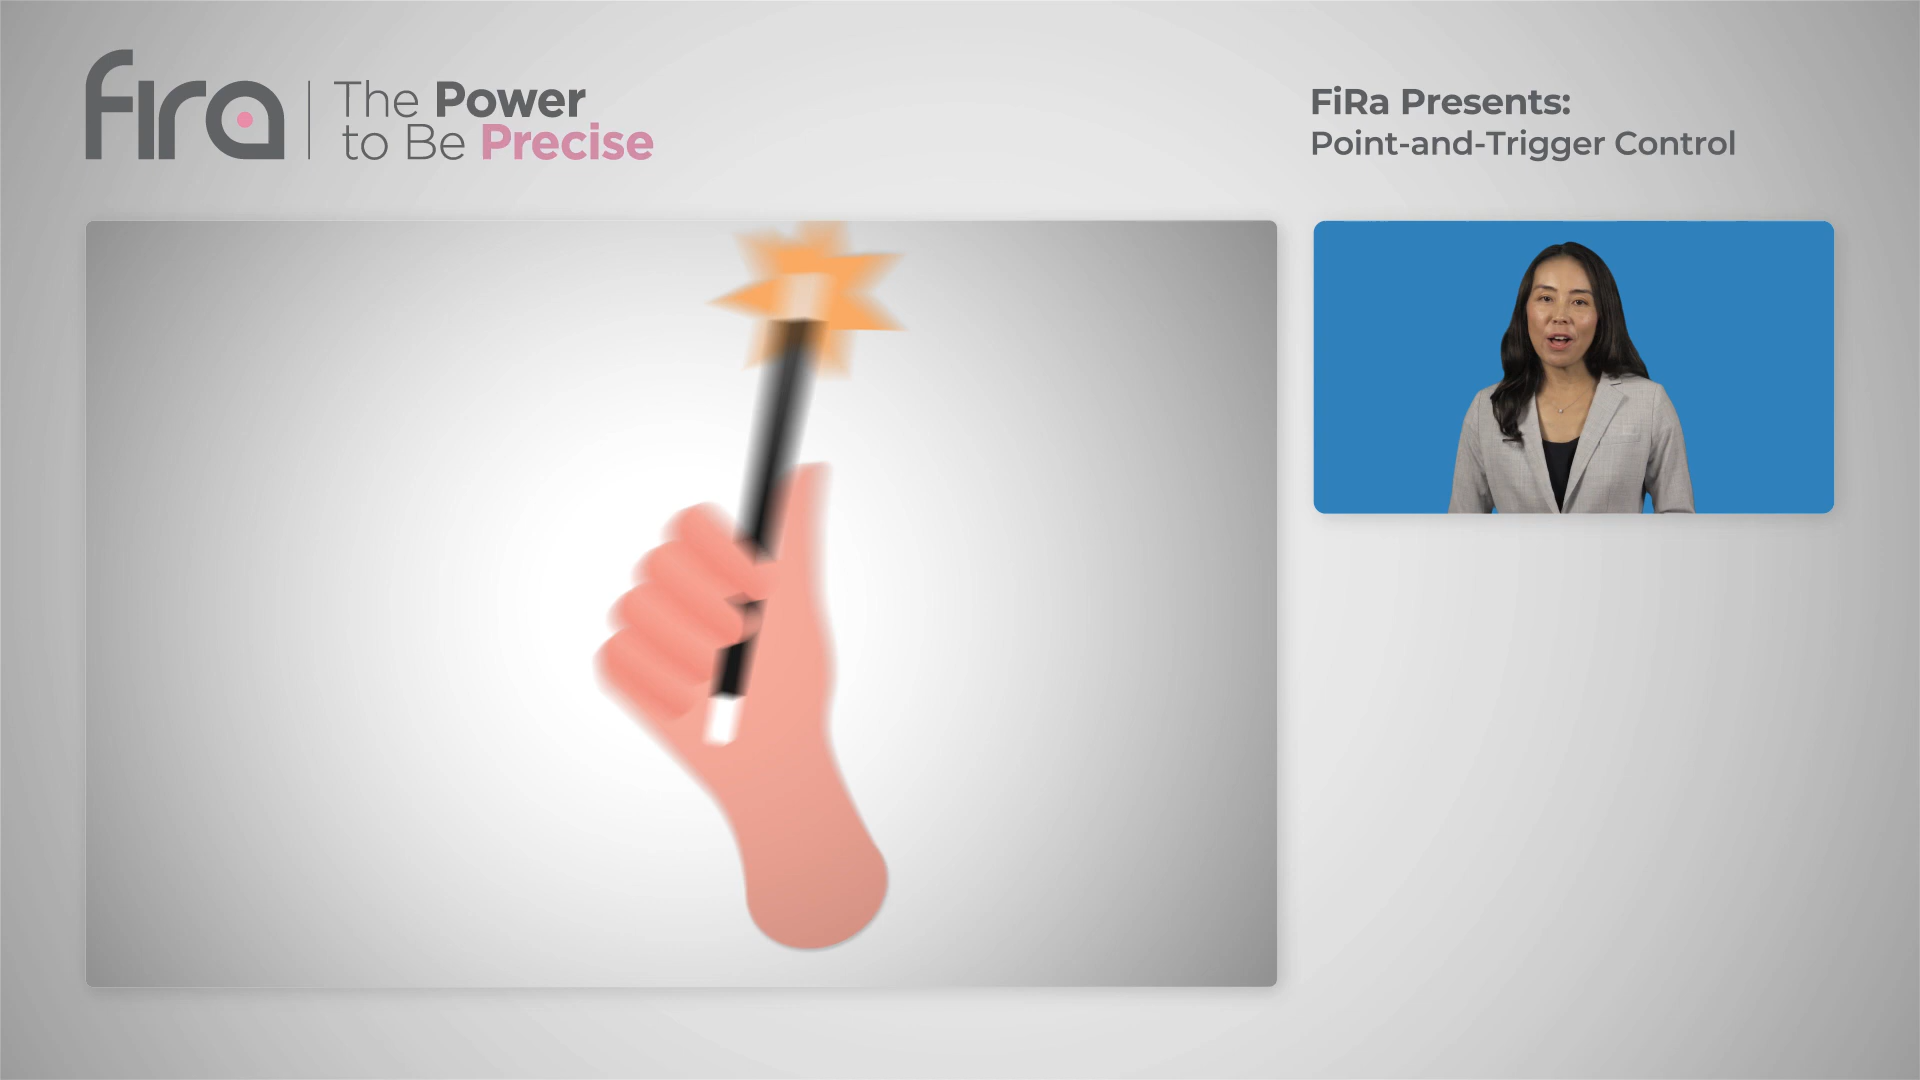 fira
The Power
to Be Precise
FiRa Presents:
Point-and-Trigger Control